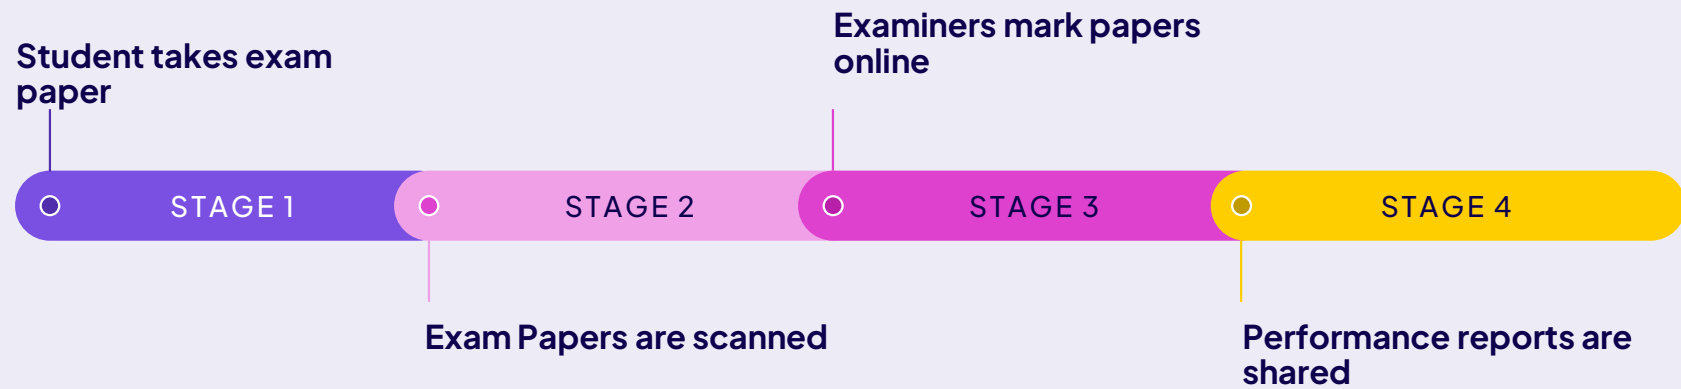 Student takes exam
paper
Examiners mark papers
online
STAGE 1
STAGE 2
STAGE 3
STAGE 4
Exam Papers are scanned
Performance reports are
shared